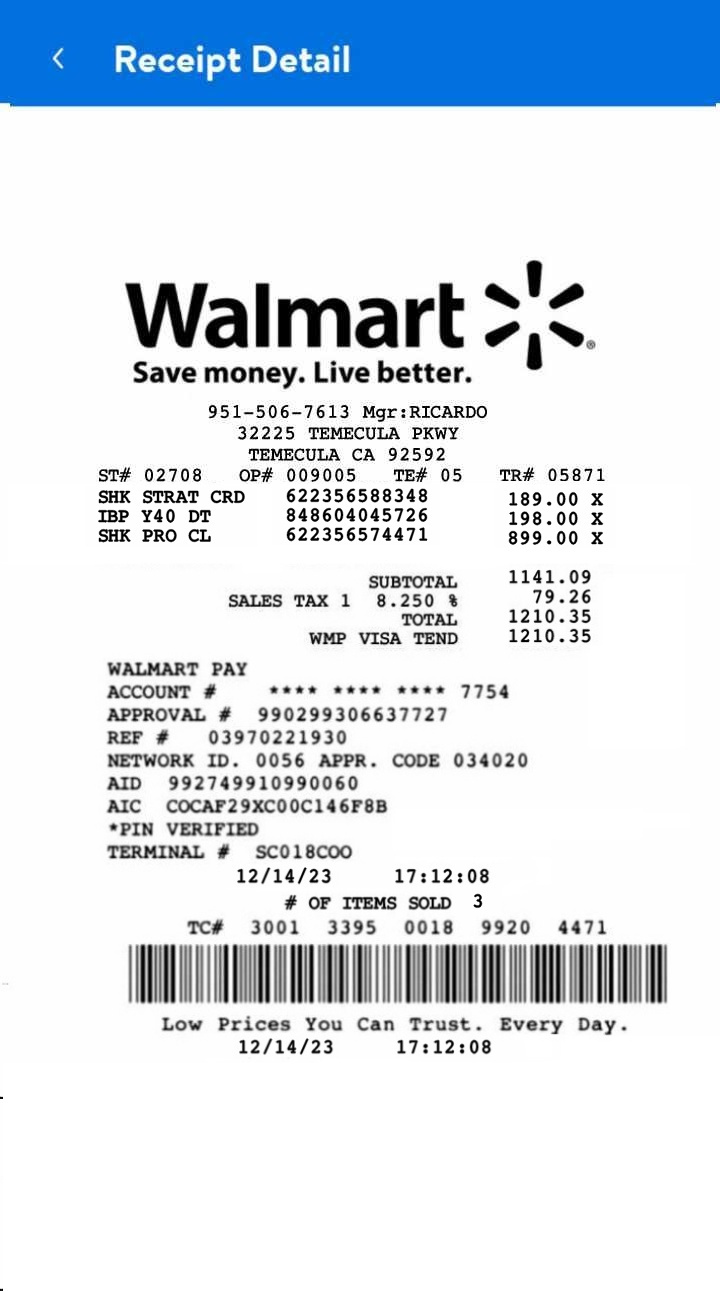 Receipt Detail
Walmart
Save money. Live better.
951-506-7613 Mgr:RICARDO
32225 TEMECULA PKWY
TEMECULA CA 92592
ST# 02708 OP# 009005 TE# 05 TR# 05871
SHK STRAT CRD 622356588348 189.00 X
IBP Y40 DT 848604045726 198.00 X
SHK PRO CL 622356574471 899.00 X
SUBTOTAL 1141.09
SALES TAX 1 8.250 % 79.26
TOTAL 1210.35
WMP VISA TEND 1210.35
WALMART PAY
ACCOUNT # **** **** **** 7754
APPROVAL # 990299306637727
REF # 03970221930
NETWORK ID. 0056 APPR. CODE 034020
AID 992749910990060
AIC COCAF29XC00C146F8B
*PIN VERIFIED
TERMINAL # SC018COO
12/14/23 17:12:08
# OF ITEMS SOLD 3
TC# 3001 3395 0018 9920 4471
Low Prices You Can Trust. Every Day.
12/14/23 17:12:08